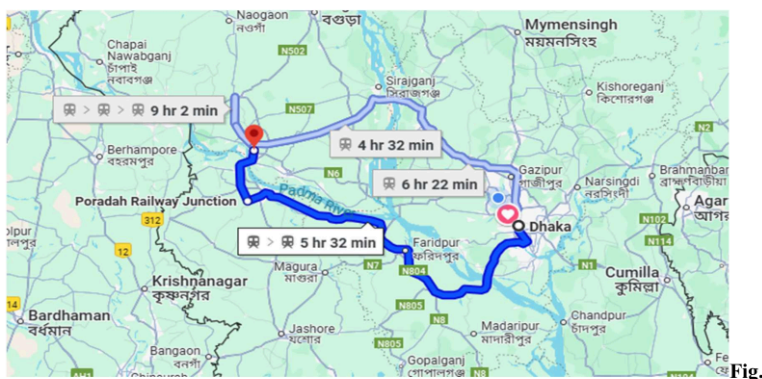 Naogaon
নওগাঁ
বগুড়া
Mymensingh
ময়মনসিংহ
Chapai
Nawabganj
চাঁপাই
নবাবগঞ্জ
N502
Sirajganj
সিরাজগঞ্জ
Kishoreganj
কিশোরগঞ্জ
9 hr 2 min
N507
N2
4 hr 32 min
Berhampore
বহরমপুর
N6
6 hr 22 min
Gazipur
গাজীপুর
Narsingdi
নরসিংদী
Brahmanbar
Padma River
Poradah Railway Junction
312
Dhaka
N102
Agar
N114
12
5 hr 32 min
Faridpur
ফরিদপুর
Magura
মাগুরা
N7
N804
N1
Cumilla
কুমিল্লা
Krishnanagar
কৃষ্ণনগর
14
Bardhaman
বর্ধমান
N805
N8
Chandpur
চাঁদপুর
Jashore
যশোর
Madaripur
মাদারীপুর
N805
Bangaon
বনগাঁ
Gopalganj
গোপালগঞ্জ
N8
AH1
Fig.